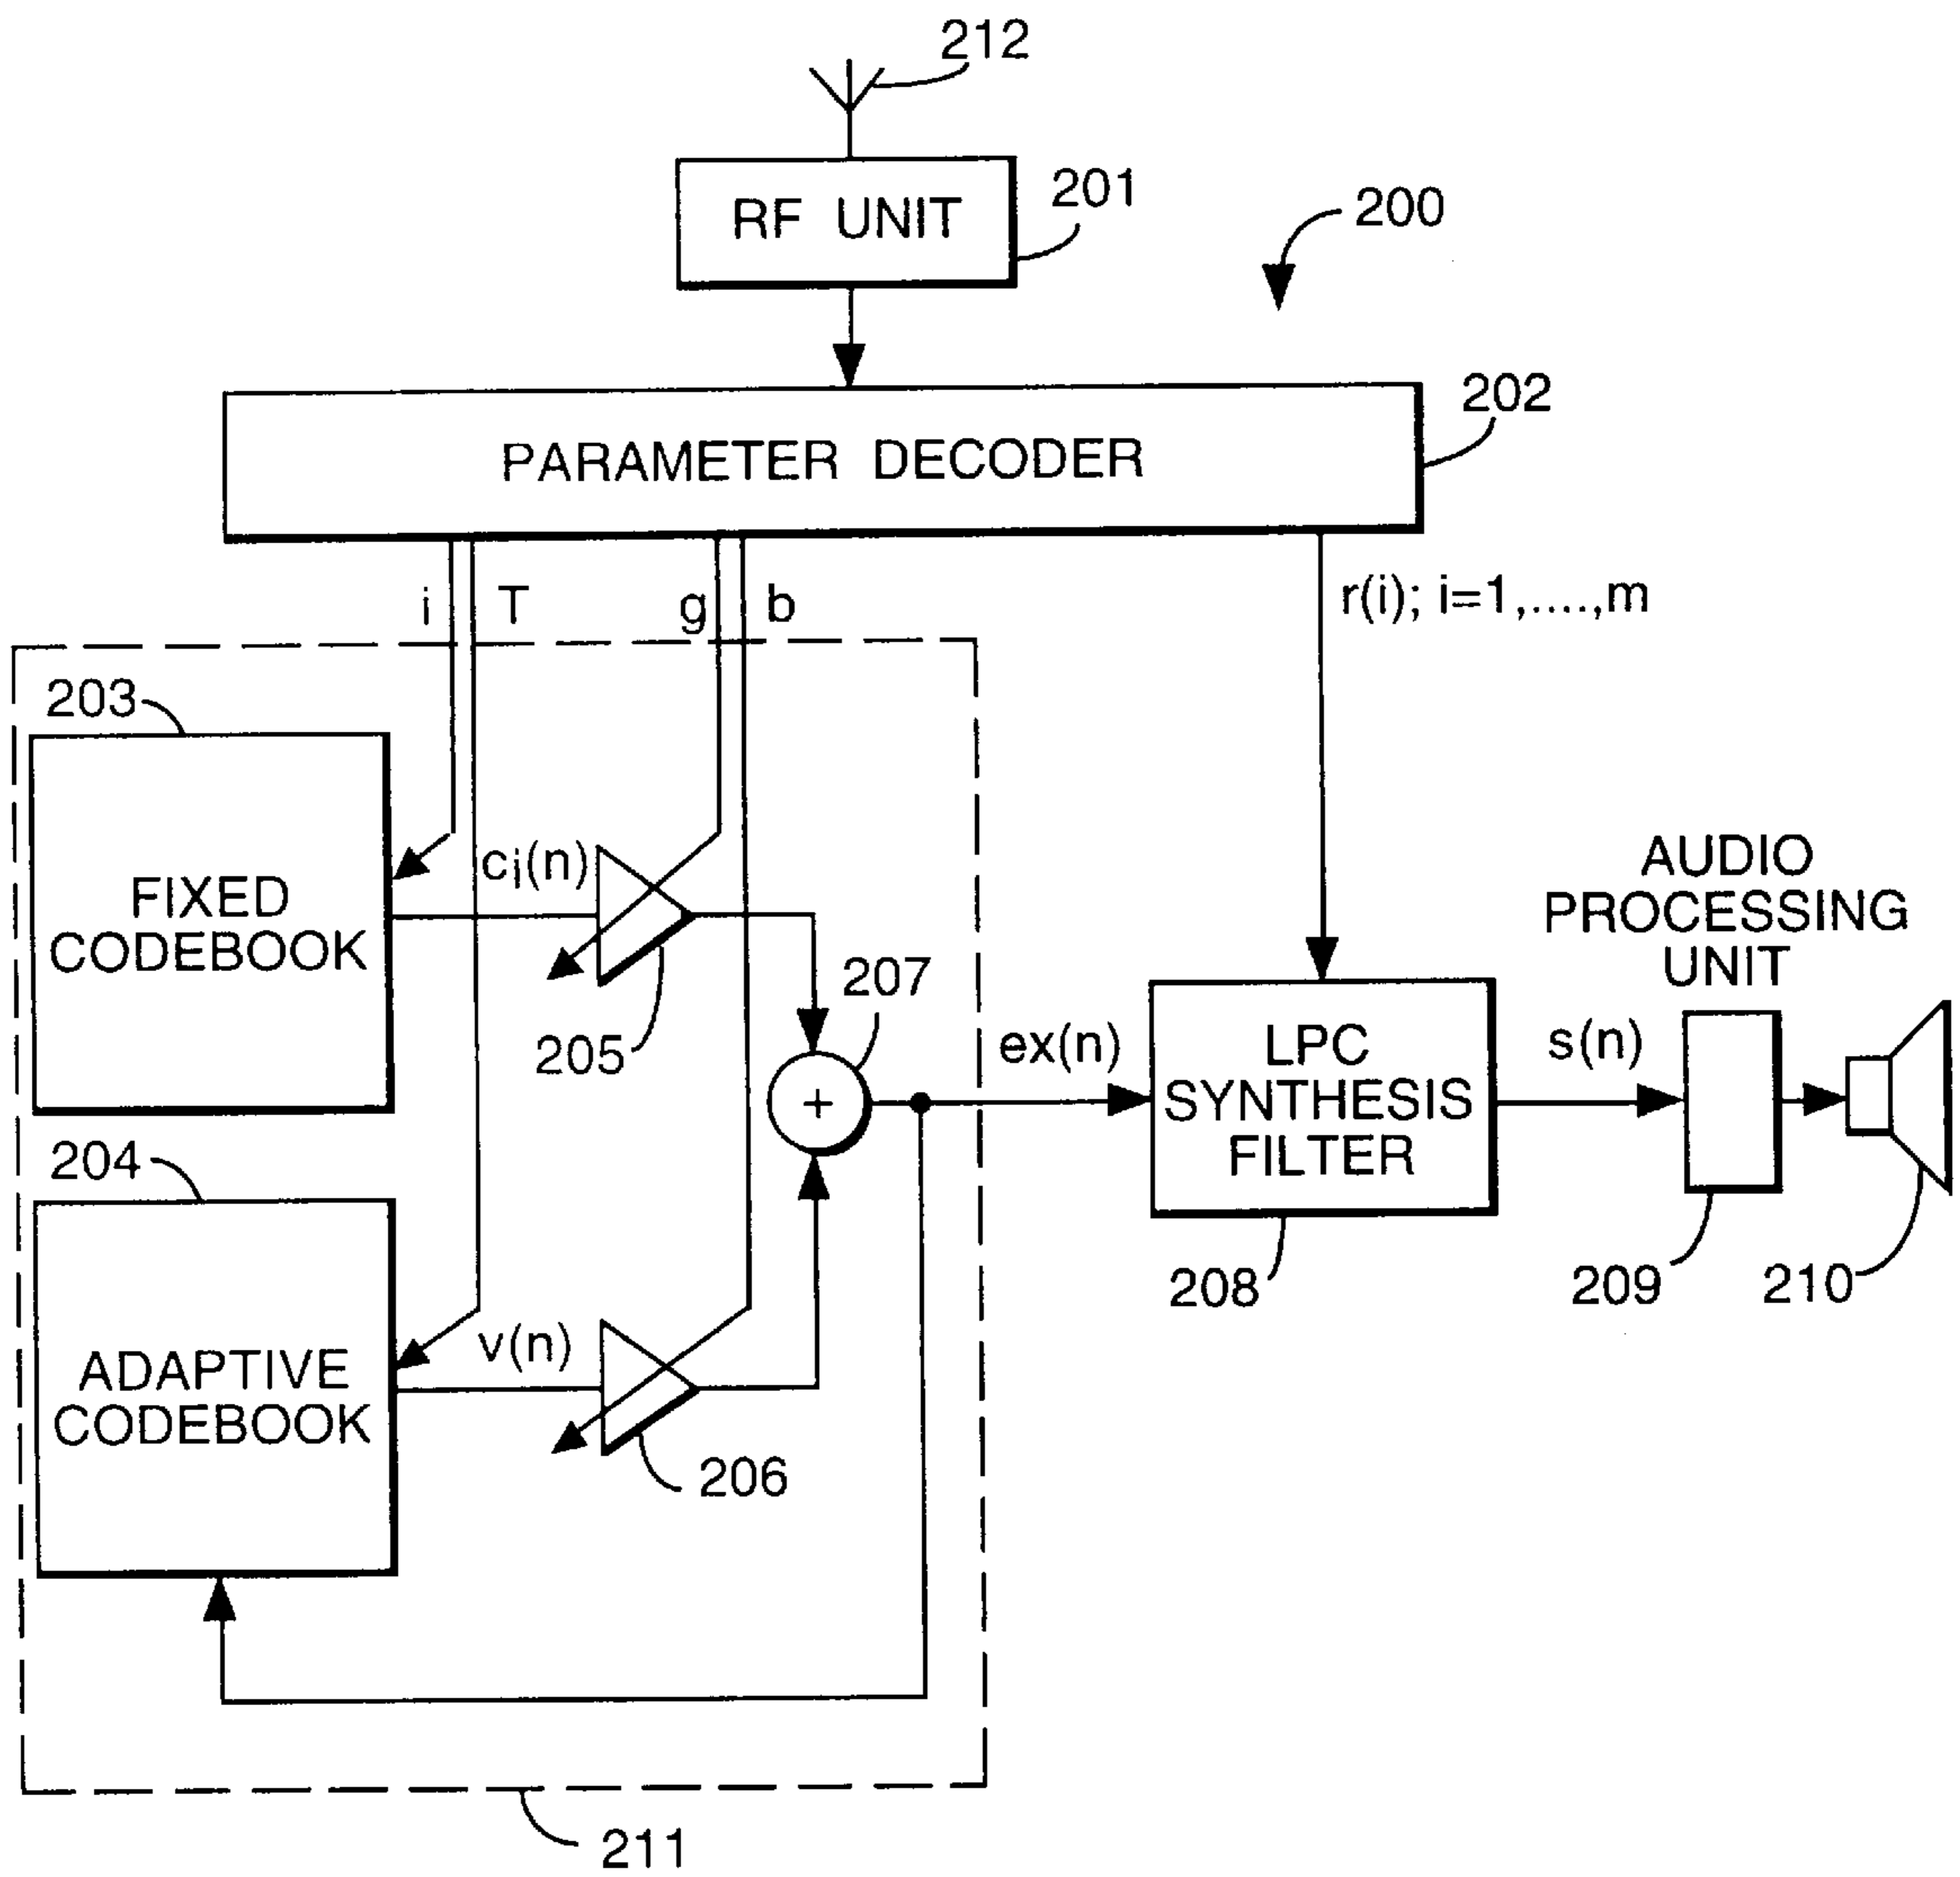 212
RF UNIT
201
200
202
PARAMETER DECODER
i
T
g
b
r(i); i=1,....,m
203
FIXED
CODEBOOK
ci(n)
205
207
AUDIO
PROCESSING
UNIT
+
ex(n)
LPC
SYNTHESIS
FILTER
s(n)
204
208
209
210
ADAPTIVE
CODEBOOK
v(n)
206
211